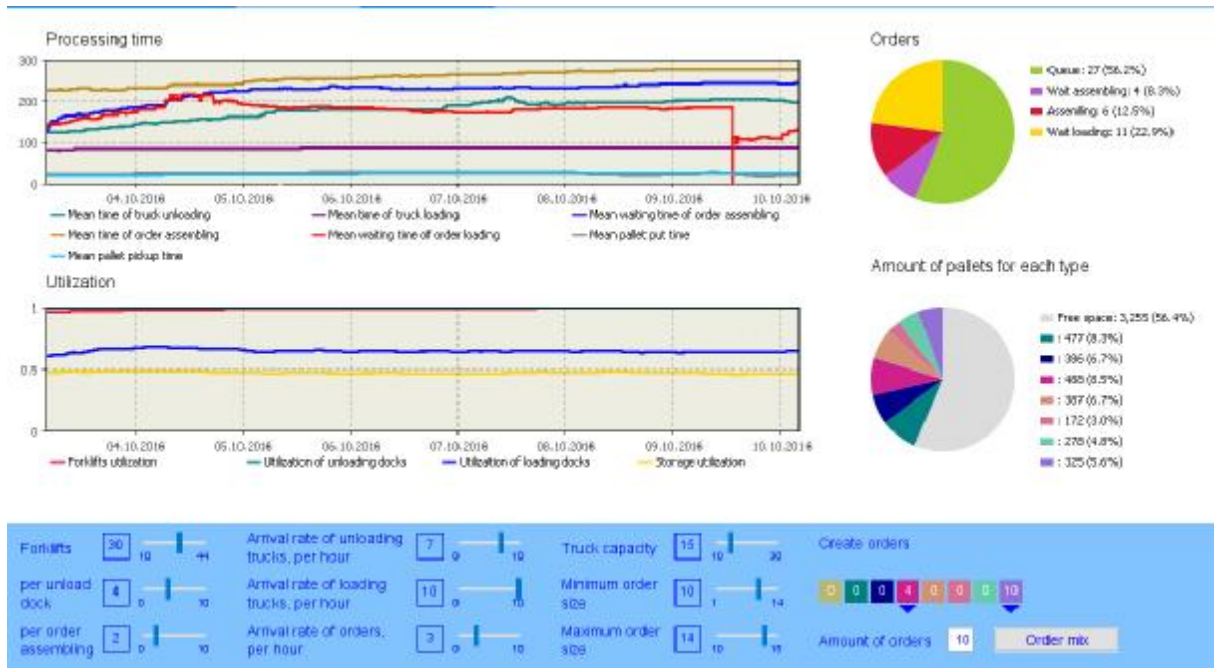 Processing time
300
200
100
0
04.10.2016 05.10.2016 06.10.2016 07.10.2016 08.10.2016 09.10.2016 10.10.2016
Mean time of truck unloading Mean time of truck loading Mean waiting time of order assembling
Mean time of order assembling Mean waiting time of order loading Mean pallet put time
Mean pallet pickup time
Orders
Queue: 27 (56.2%)
Wait assembling: 4 (8.3%)
Assemling: 6 (12.5%)
Wait loading: 11 (22.9%)
Utilization
1
0.5
0
04.10.2016 05.10.2016 06.10.2016 07.10.2016 08.10.2016 09.10.2016 10.10.2016
Forklifts utilization Utilization of unloading docks Utilization of loading docks Storage utilization
Amount of pallets for each type
Free space: 3,255 (56.4%)
: 477 (8.3%)
: 386 (6.7%)
: 488 (8.5%)
: 387 (6.7%)
: 172 (3.0%)
: 278 (4.8%)
: 325 (5.6%)
Forklifts 30 10 44
per unload dock 4 0 10
per order assembling 2 0 10
Arrival rate of unloading trucks, per hour 7 0 10
Arrival rate of loading trucks, per hour 10 0 10
Arrival rate of orders, per hour 3 0 10
Truck capacity 15 10 30
Minimum order size 10 1 14
Maximum order size 14 10 15
Create orders
0 0 0 4 0 0 0 10
Amount of orders 10 Order mix